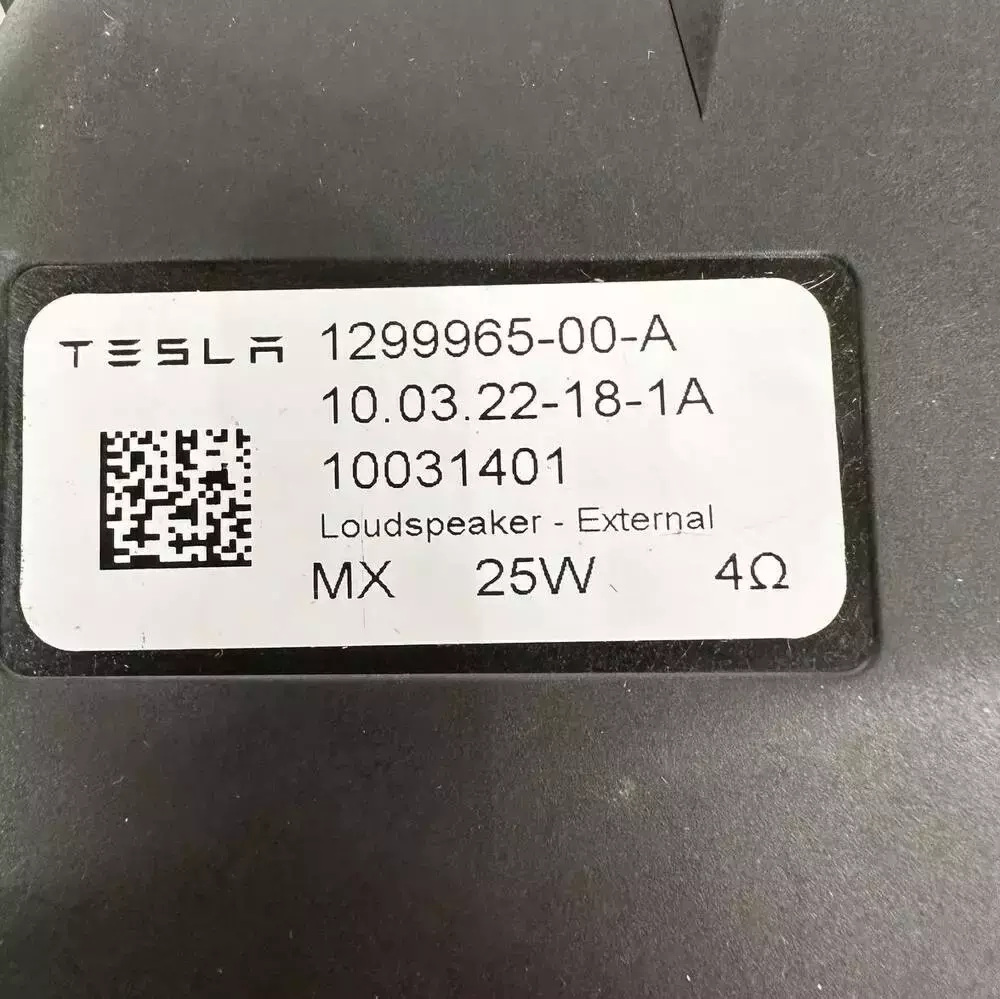 TESLA 1299965-00-A
10.03.22-18-1A
10031401
Loudspeaker - External
MX 25W 4Ω